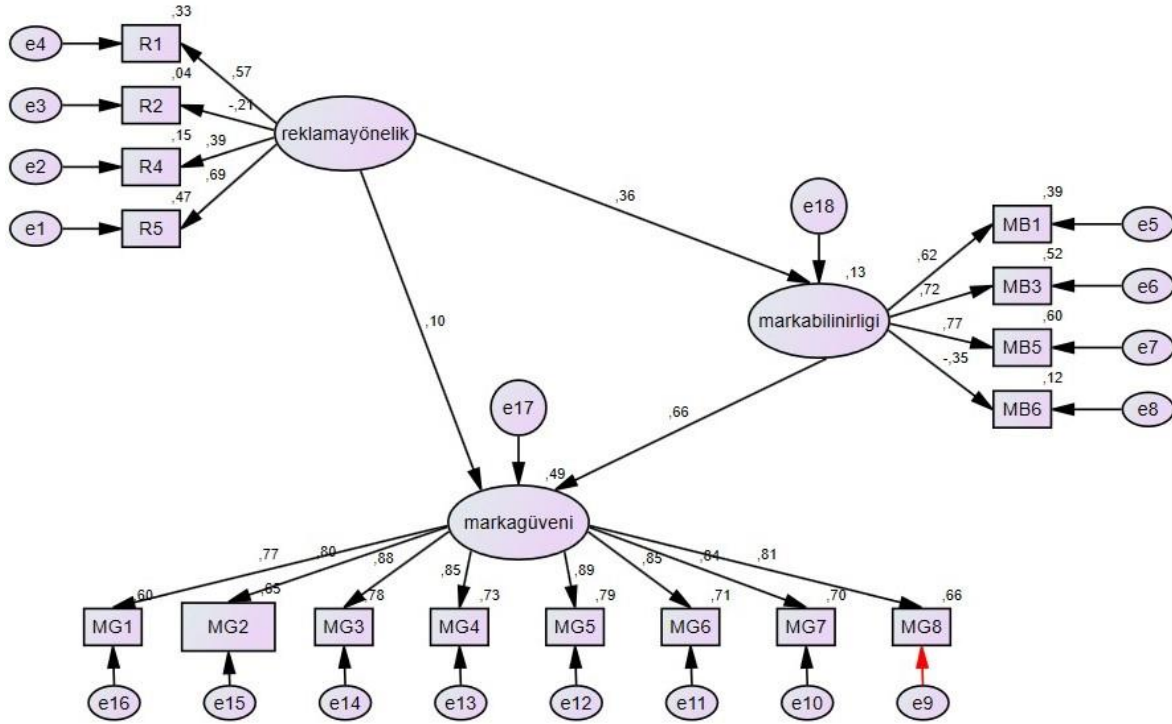 ,33
e4
R1
,57
,04
e3
R2
-,21
reklamayönelik
,15
,39
e2
R4
,69
,47
e1
R5
,36
e18
,39
MB1
e5
,62
,52
,13
MB3
e6
,72
markabilinirligi
,77
,60
MB5
e7
-,35
,12
MB6
e8
,10
e17
,66
,49
markagüveni
,77
,80
,88
,85
,89
,85
,84
,81
,60
,65
,78
,73
,79
,71
,70
,66
MG1
MG2
MG3
MG4
MG5
MG6
MG7
MG8
e16
e15
e14
e13
e12
e11
e10
e9